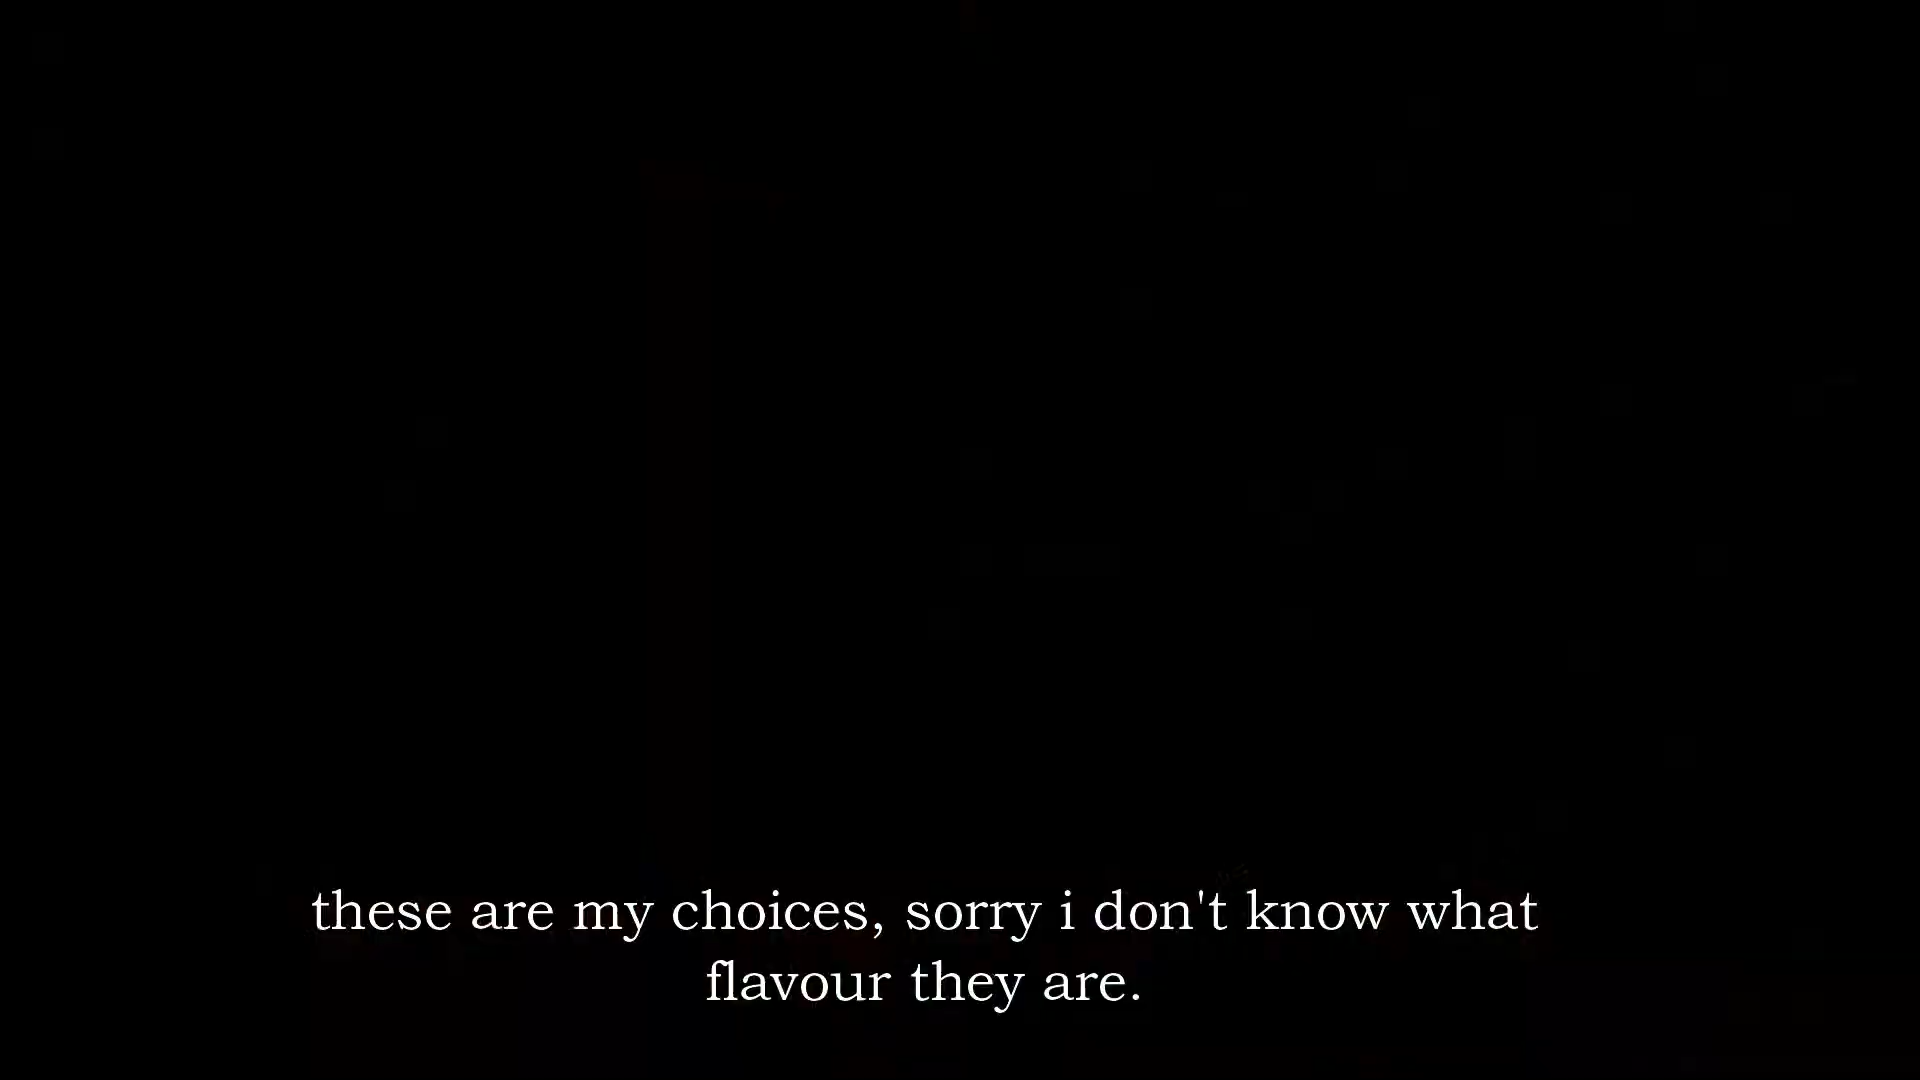 these are my choices, sorry i don't know what
flavour they are.